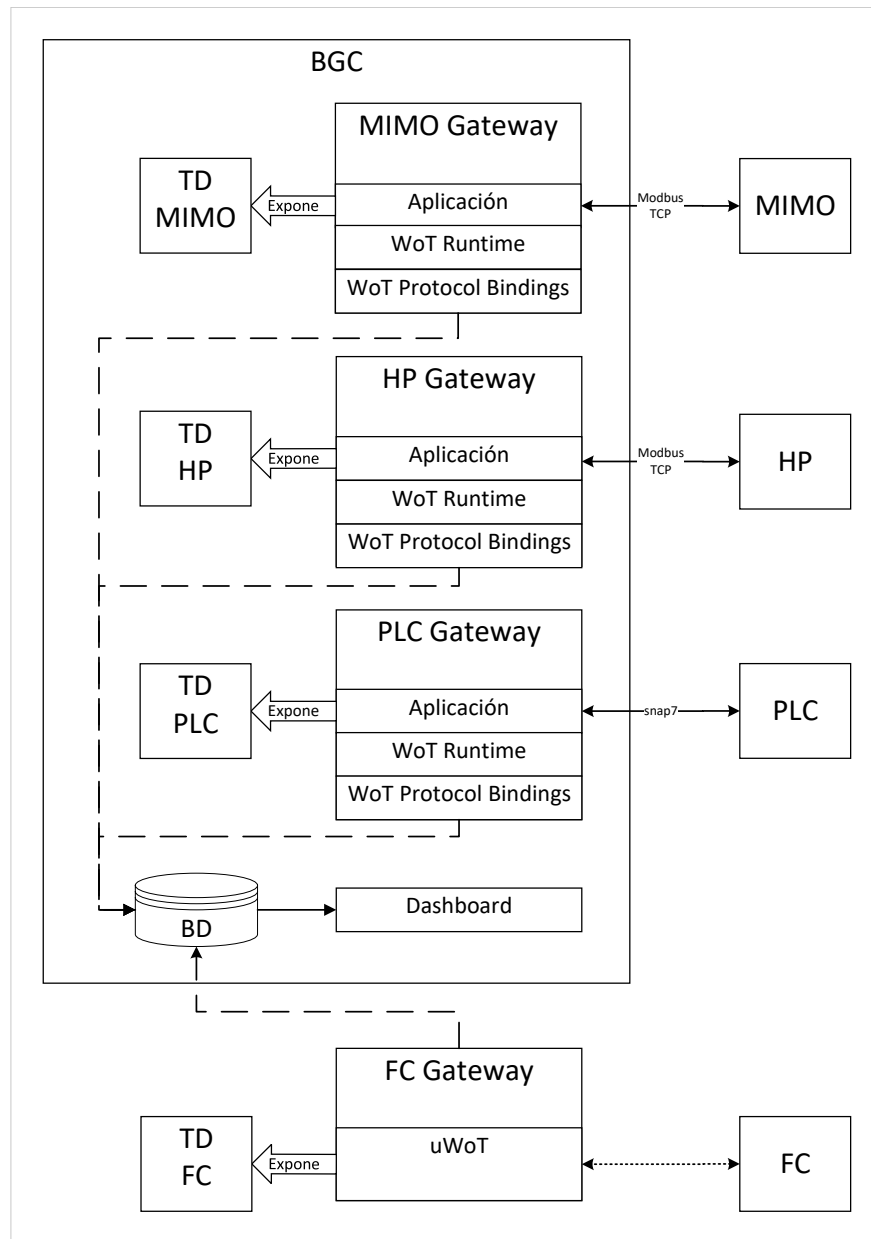 BGC
MIMO Gateway
TD
MIMO
Expone
Aplicación
Modbus
TCP
MIMO
WoT Runtime
WoT Protocol Bindings
HP Gateway
TD
HP
Expone
Aplicación
Modbus
TCP
HP
WoT Runtime
WoT Protocol Bindings
PLC Gateway
TD
PLC
Expone
Aplicación
snap7
PLC
WoT Runtime
WoT Protocol Bindings
BD
Dashboard
FC Gateway
TD
FC
Expone
uWoT
FC